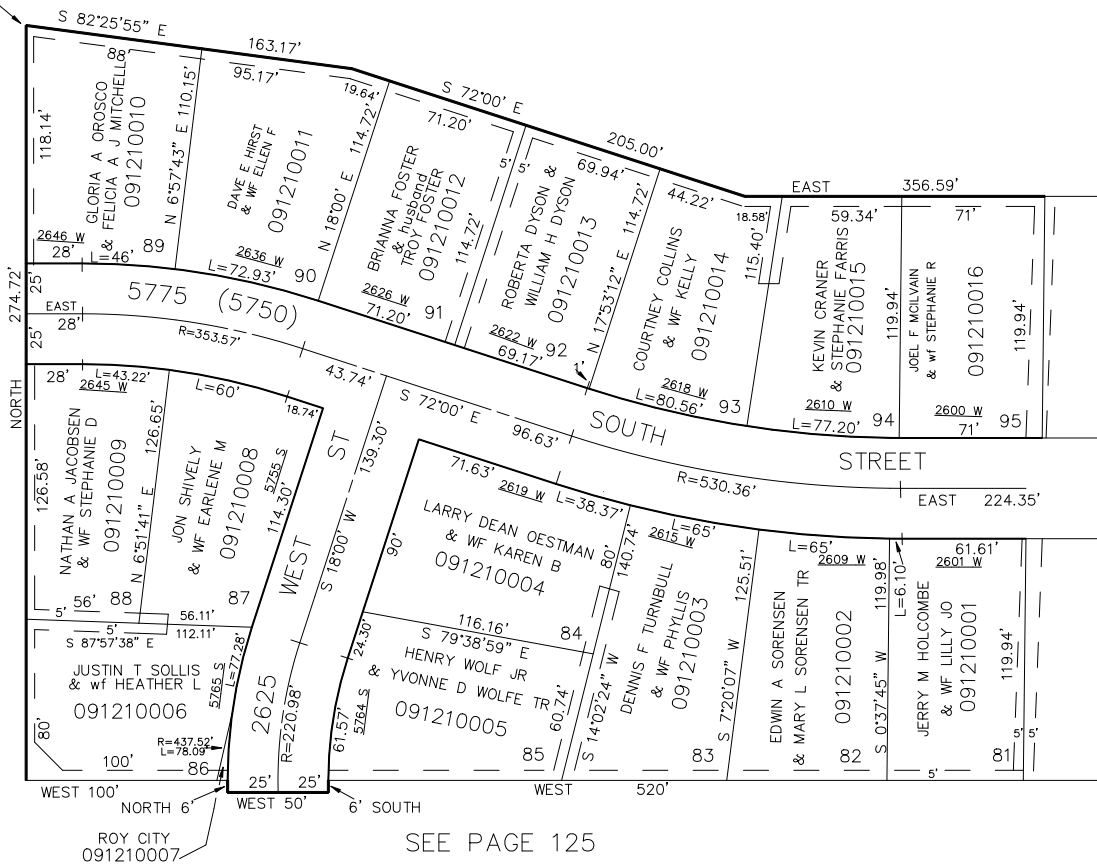 S 82°25'55" E
163.17'
S 72°00' E
205.00'
EAST
356.59'
88'
95.17'
19.64'
71.20'
5'
5'
69.94'
44.22'
18.58'
59.34'
71'
118.14'
GLORIA A OROSCO
& FELICIA A J MITCHELL
091210010
2646 W
89
28'
L=46'
N 6°57'43" E 110.15'
DAVE E HIRST
& WF ELLEN F
091210011
2636 W
90
L=72.93'
N 18°00' E 114.72'
BRIANNA FOSTER
& husband
TROY FOSTER
091210012
2626 W
91
71.20'
114.72'
ROBERTA DYSON &
WILLIAM H DYSON
091210013
2622 W
92
69.17'
1'
N 17°53'12" E 114.72'
COURTNEY COLLINS
& WF KELLY
091210014
2618 W
93
L=80.56'
115.40'
KEVIN CRANER
& STEPHANIE FARRIS
091210015
2610 W
94
L=77.20'
119.94'
JOEL F MCILVAIN
& wf STEPHANIE R
091210016
2600 W
95
71'
119.94'
274.72'
NORTH
25'
EAST
28'
25'
5775 (5750)
R=353.57'
43.74'
S 72°00' E
96.63'
SOUTH
R=530.36'
STREET
EAST
224.35'
28'
L=43.22'
2645 W
L=60'
18.74'
126.58'
NATHAN A JACOBSEN
& WF STEPHANIE D
091210009
56'
5'
88
N 6°51'41" E
126.65'
JON SHIVELY
& WF EARLENE M
091210008
5755 S
114.30'
87
56.11'
5'
112.11'
S 87°57'38" E
JUSTIN T SOLLIS
& wf HEATHER L
091210006
5765 S
L=77.28'
80'
100'
86
R=437.52'
L=78.09'
WEST 100'
NORTH 6'
ROY CITY
091210007
2625 WEST ST
S 18°00' W
139.30'
R=220.98'
25'
25'
WEST 50'
6' SOUTH
71.63'
2619 W
L=38.37'
90'
LARRY DEAN OESTMAN
& WF KAREN B
091210004
80'
84
116.16'
S 79°38'59" E
24.30'
61.57'
5764 S
HENRY WOLF JR
& YVONNE D WOLFE TR
091210005
60.74'
85
S 14°02'24" W
140.74'
L=65'
2615 W
DENNIS F TURNBULL
& WF PHYLLIS
091210003
83
S 7°20'07" W
125.51'
L=65'
2609 W
EDWIN A SORENSEN
& MARY L SORENSEN TR
091210002
82
S 0°37'45" W
119.98'
L=6.10'
61.61'
2601 W
JERRY M HOLCOMBE
& WF LILLY JO
091210001
119.94'
81
5'
5'
5'
WEST
520'
SEE PAGE 125